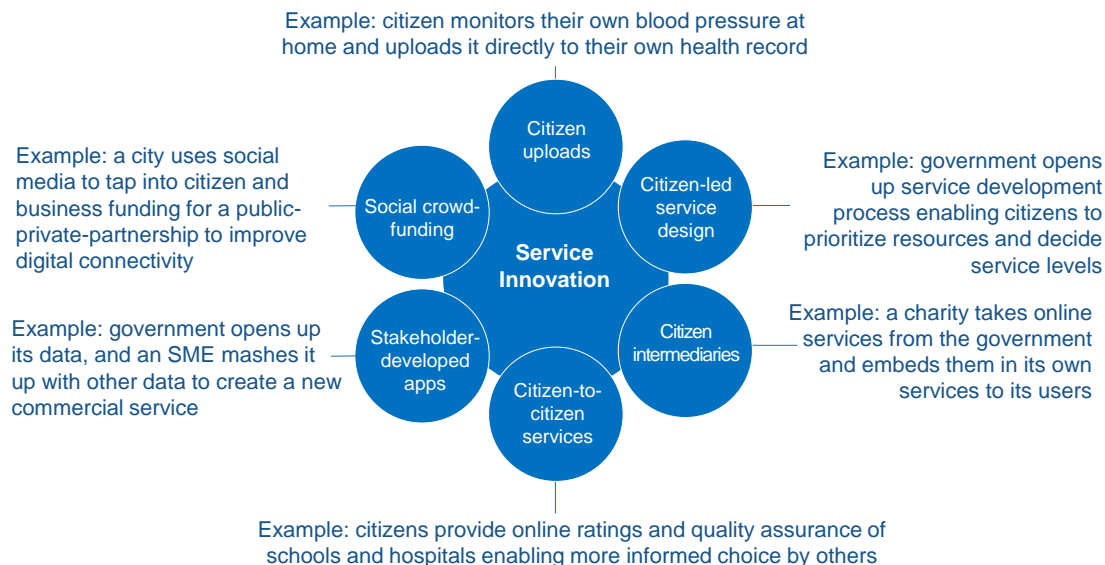 Example: citizen monitors their own blood pressure at
home and uploads it directly to their own health record
Citizen
uploads
Example: a city uses social
media to tap into citizen and
business funding for a public-
private-partnership to improve
digital connectivity
Social crowd-
funding
Citizen-led
service
design
Example: government opens
up service development
process enabling citizens to
prioritize resources and decide
service levels
Service
Innovation
Example: government opens up
its data, and an SME mashes it
up with other data to create a new
commercial service
Stakeholder-
developed
apps
Citizen
intermediaries
Example: a charity takes online
services from the government
and embeds them in its own
services to its users
Citizen-to-
citizen
services
Example: citizens provide online ratings and quality assurance of
schools and hospitals enabling more informed choice by others